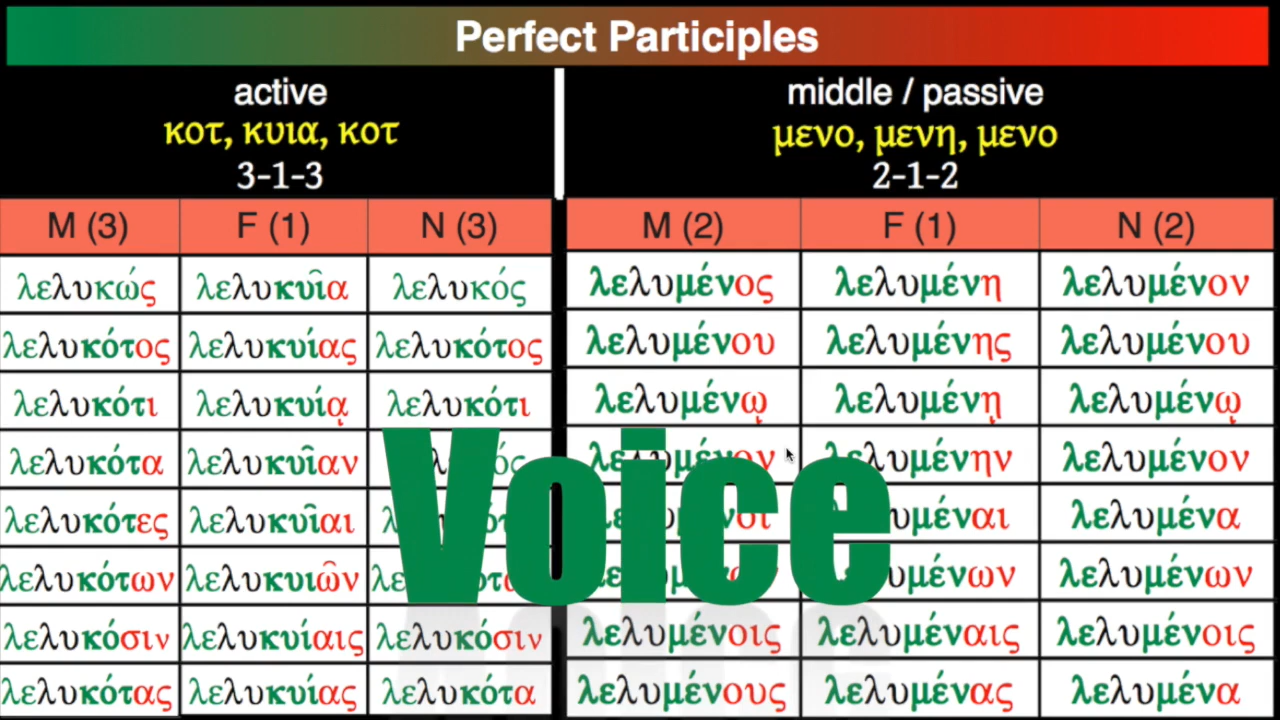 Perfect Participles
active middle / passive
κοτ, κυια, κοτ μενο, μενη, μενο
3-1-3 2-1-2
M (3) F (1) N (3) M (2) F (1) N (2)
λελυκώς λελυκυῖα λελυκός λελυμένος λελυμένη λελυμένον
λελυκότος λελυκυίας λελυκότος λελυμένου λελυμένης λελυμένου
λελυκότι λελυκυίᾳ λελυκότι λελυμένῳ λελυμένῃ λελυμένῳ
λελυκότα λελυκυῖαν λελυμένην λελυμένον
λελυκότες λελυκυῖαι λελυμένα
λελυκότων λελυκυιῶν λελυμένων
Voice
λελυκόσιν λελυκυίαις λελυκόσιν λελυμένοις λελυμέναις λελυμένοις
λελυκότας λελυκυίας λελυκότα λελυμένους λελυμένας λελυμένα